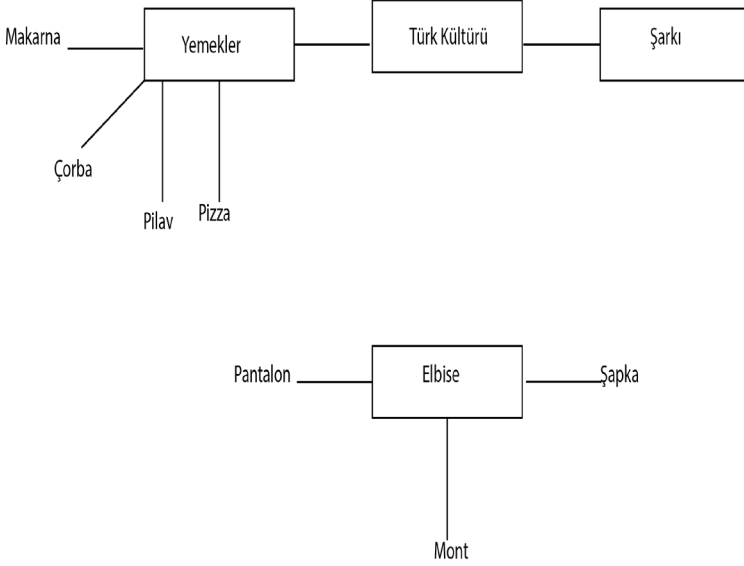 Makarna
Yemekler
Türk Kültürü
Şarkı
Çorba
Pilav
Pizza
Pantalon
Elbise
Şapka
Mont